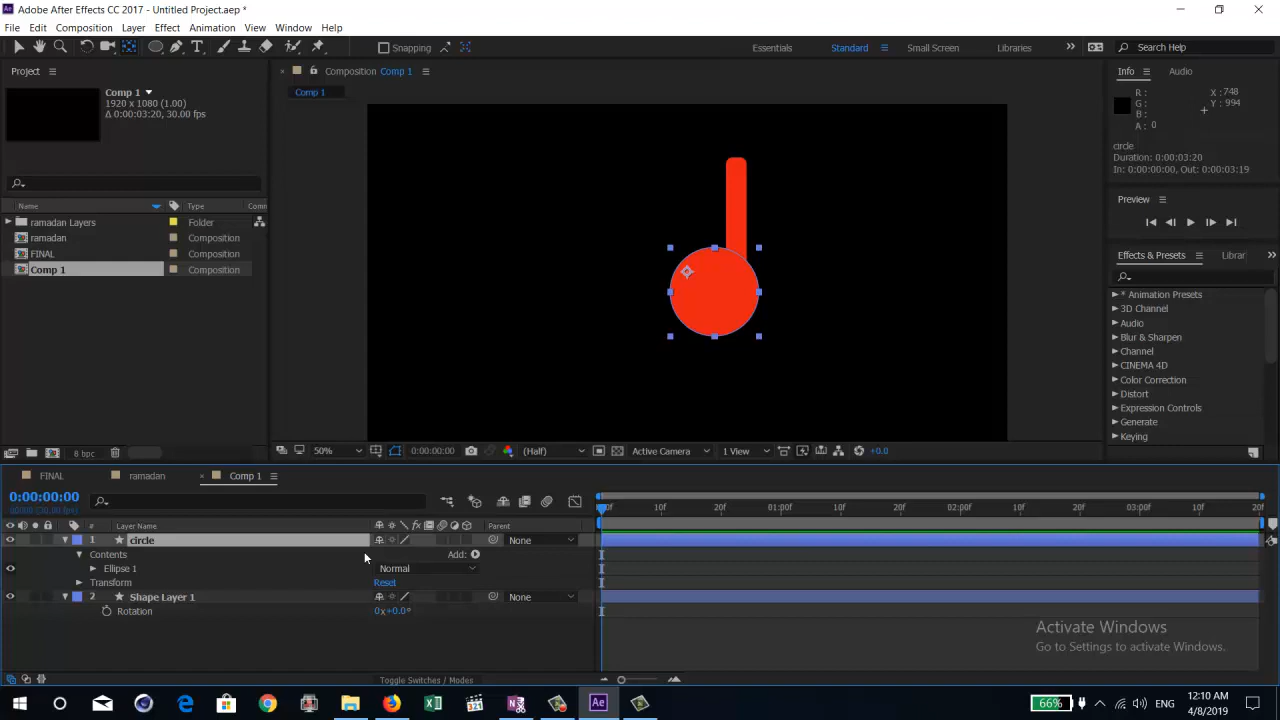 Adobe After Effects CC 2017 - Untitled Project.aep *
File Edit Composition Layer Effect Animation View Window Help
Snapping Essentials Standard Small Screen Libraries Search Help
Project Composition Comp 1 Info Audio
Comp 1
1920 x 1080 (1.00)
Δ 0:00:03:20, 30.00 fps
Comp 1
R : X : 748
G : Y : 994
B :
A : 0
circle
Duration: 0:00:03:20
In: 0:00:00:00, Out: 0:00:03:19
Preview
Name Type Comm
ramadan Layers Folder
ramadan Composition
FINAL Composition
Comp 1 Composition
Effects & Presets Librar
* Animation Presets
3D Channel
Audio
Blur & Sharpen
Channel
CINEMA 4D
Color Correction
Distort
Expression Controls
Generate
Keying
8 bpc 50% 0:00:00:00 (Half) Active Camera 1 View +0.0
FINAL ramadan Comp 1
0:00:00:00
:00f 10f 20f 01:00f 10f 20f 02:00f 10f 20f 03:00f 10f 20f
# Layer Name fx Parent
1 circle None
Contents Add:
Ellipse 1 Normal
Transform Reset
2 Shape Layer 1 None
Rotation 0x+0.0°
Activate Windows
Go to Settings to activate Windows.
Toggle Switches / Modes
66% ENG 12:10 AM
4/8/2019